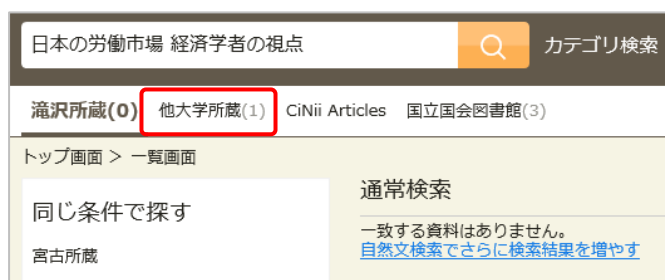 日本の労働市場 経済学者の視点 カテゴリ検索
滝沢所蔵(0) 他大学所蔵(1) CiNii Articles 国立国会図書館(3)
トップ画面 > 一覧画面
同じ条件で探す
宮古所蔵
通常検索
一致する資料はありません。
自然文検索でさらに検索結果を増やす